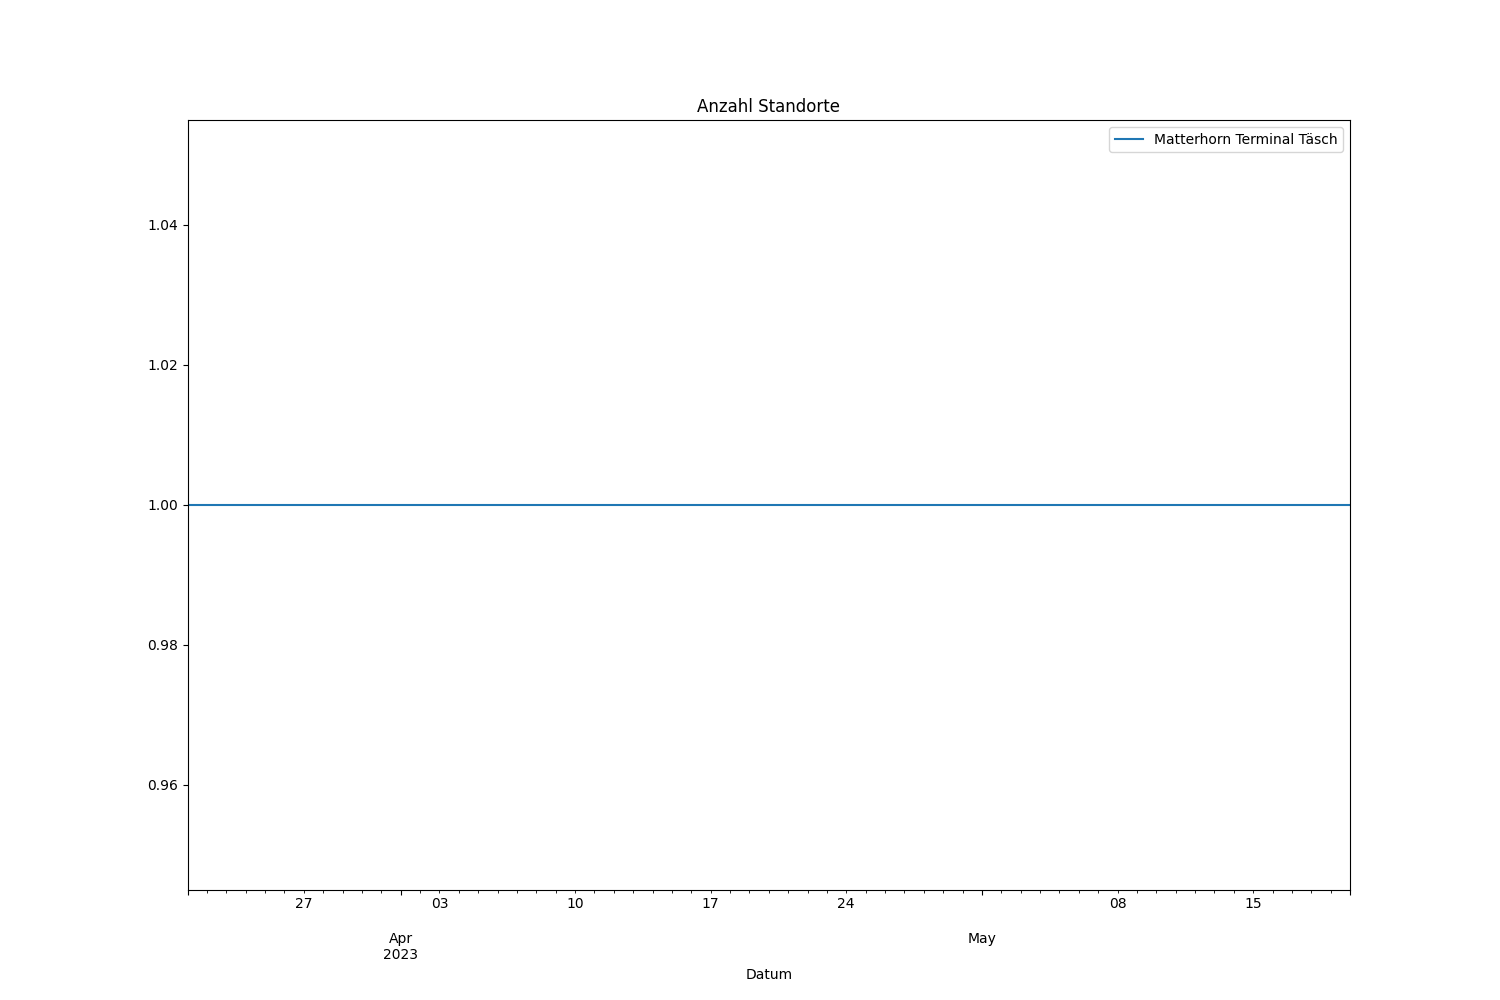 Anzahl Standorte
Matterhorn Terminal Täsch
1.04
1.02
1.00
0.98
0.96
27 03 10 17 24 08 15
Apr May
2023
Datum